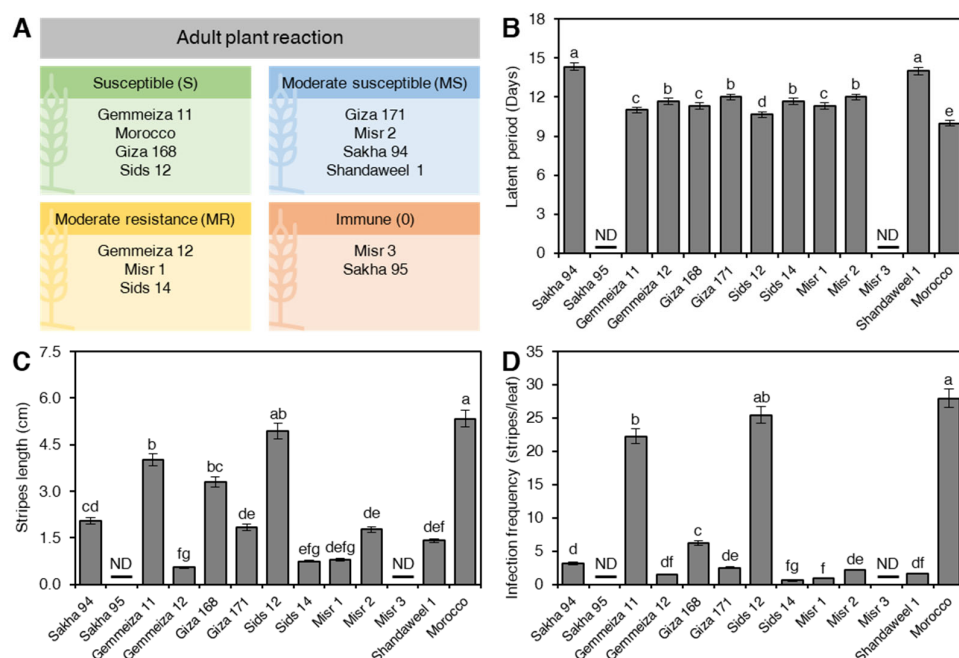 A
Adult plant reaction
Susceptible (S)
Gemmeiza 11
Morocco
Giza 168
Sids 12
Moderate susceptible (MS)
Giza 171
Misr 2
Sakha 94
Shandaweel 1
Moderate resistance (MR)
Gemmeiza 12
Misr 1
Sids 14
Immune (0)
Misr 3
Sakha 95
B
Latent period (Days)
18
15
12
9
6
3
0
a
ND
c
b
c
b
d
b
c
b
ND
a
e
Sakha 94
Sakha 95
Gemmeiza 11
Gemmeiza 12
Giza 168
Giza 171
Sids 12
Sids 14
Misr 1
Misr 2
Misr 3
Shandaweel 1
Morocco
C
Stripes length (cm)
7.5
6.0
4.5
3.0
1.5
0.0
cd
ND
b
fg
bc
de
ab
efg
defg
de
ND
def
a
Sakha 94
Sakha 95
Gemmeiza 11
Gemmeiza 12
Giza 168
Giza 171
Sids 12
Sids 14
Misr 1
Misr 2
Misr 3
Shandaweel 1
Morocco
D
Infection frequency (stripes/leaf)
35
30
25
20
15
10
5
0
d
ND
b
df
c
de
ab
fg
f
de
ND
df
a
Sakha 94
Sakha 95
Gemmeiza 11
Gemmeiza 12
Giza 168
Giza 171
Sids 12
Sids 14
Misr 1
Misr 2
Misr 3
Shandaweel 1
Morocco